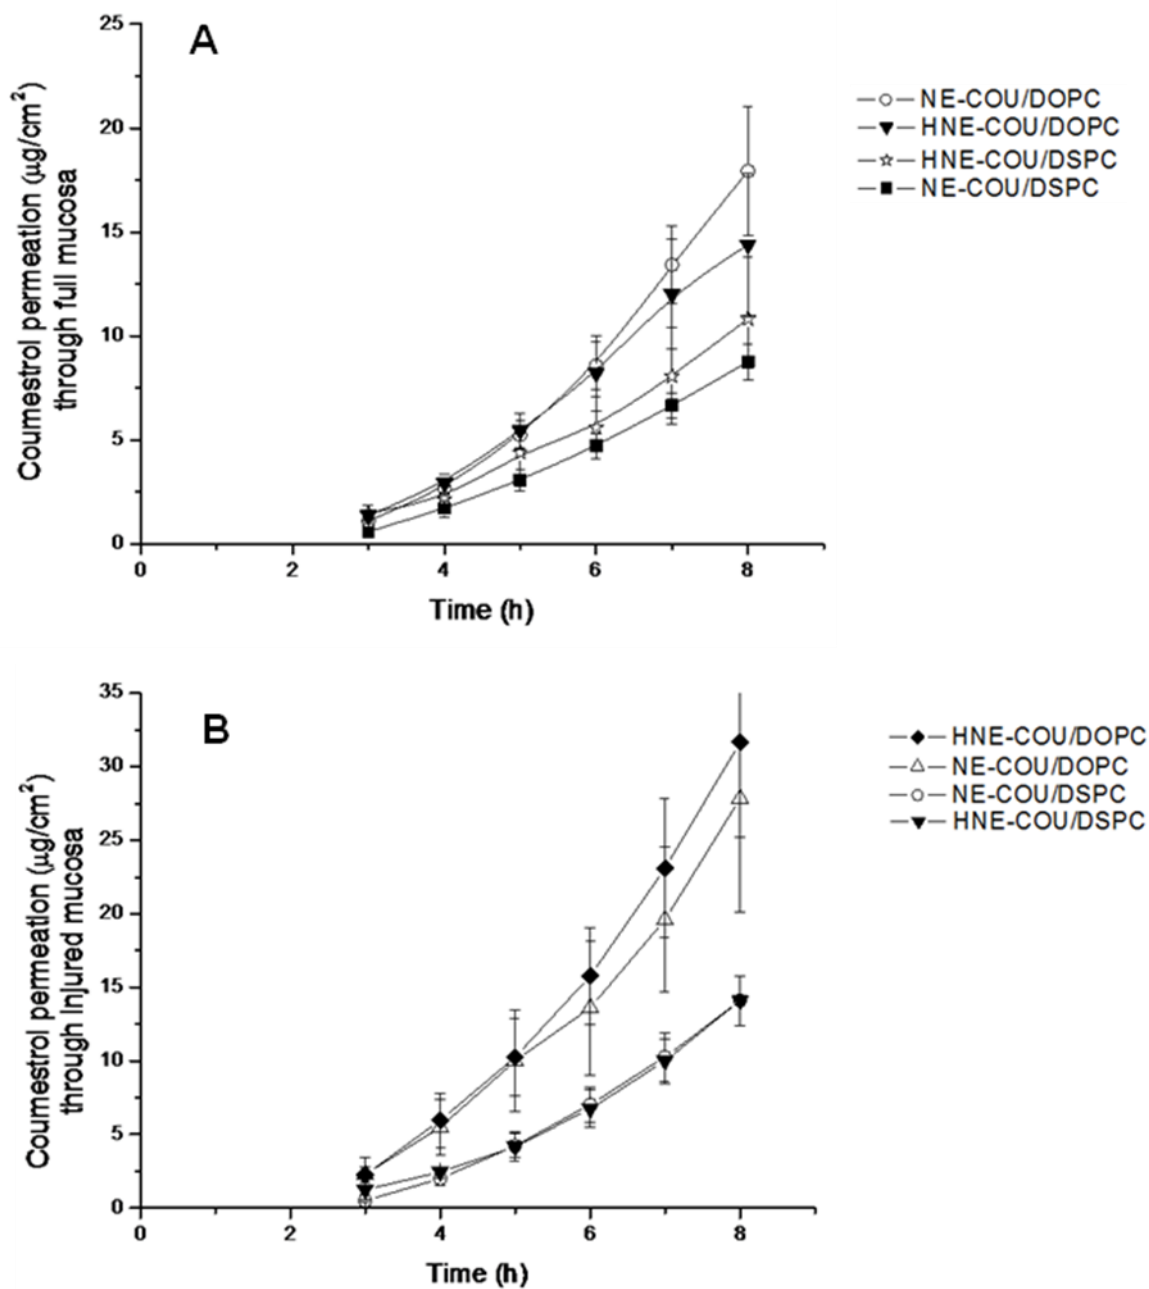 A
25
20
15
10
5
0
0 2 4 6 8
Time (h)
Coumestrol permeation (µg/cm²)
through full mucosa
NE-COU/DOPC
HNE-COU/DOPC
HNE-COU/DSPC
NE-COU/DSPC
B
35
30
25
20
15
10
5
0
0 2 4 6 8
Time (h)
Coumestrol permeation (µg/cm²)
through Injured mucosa
HNE-COU/DOPC
NE-COU/DOPC
NE-COU/DSPC
HNE-COU/DSPC